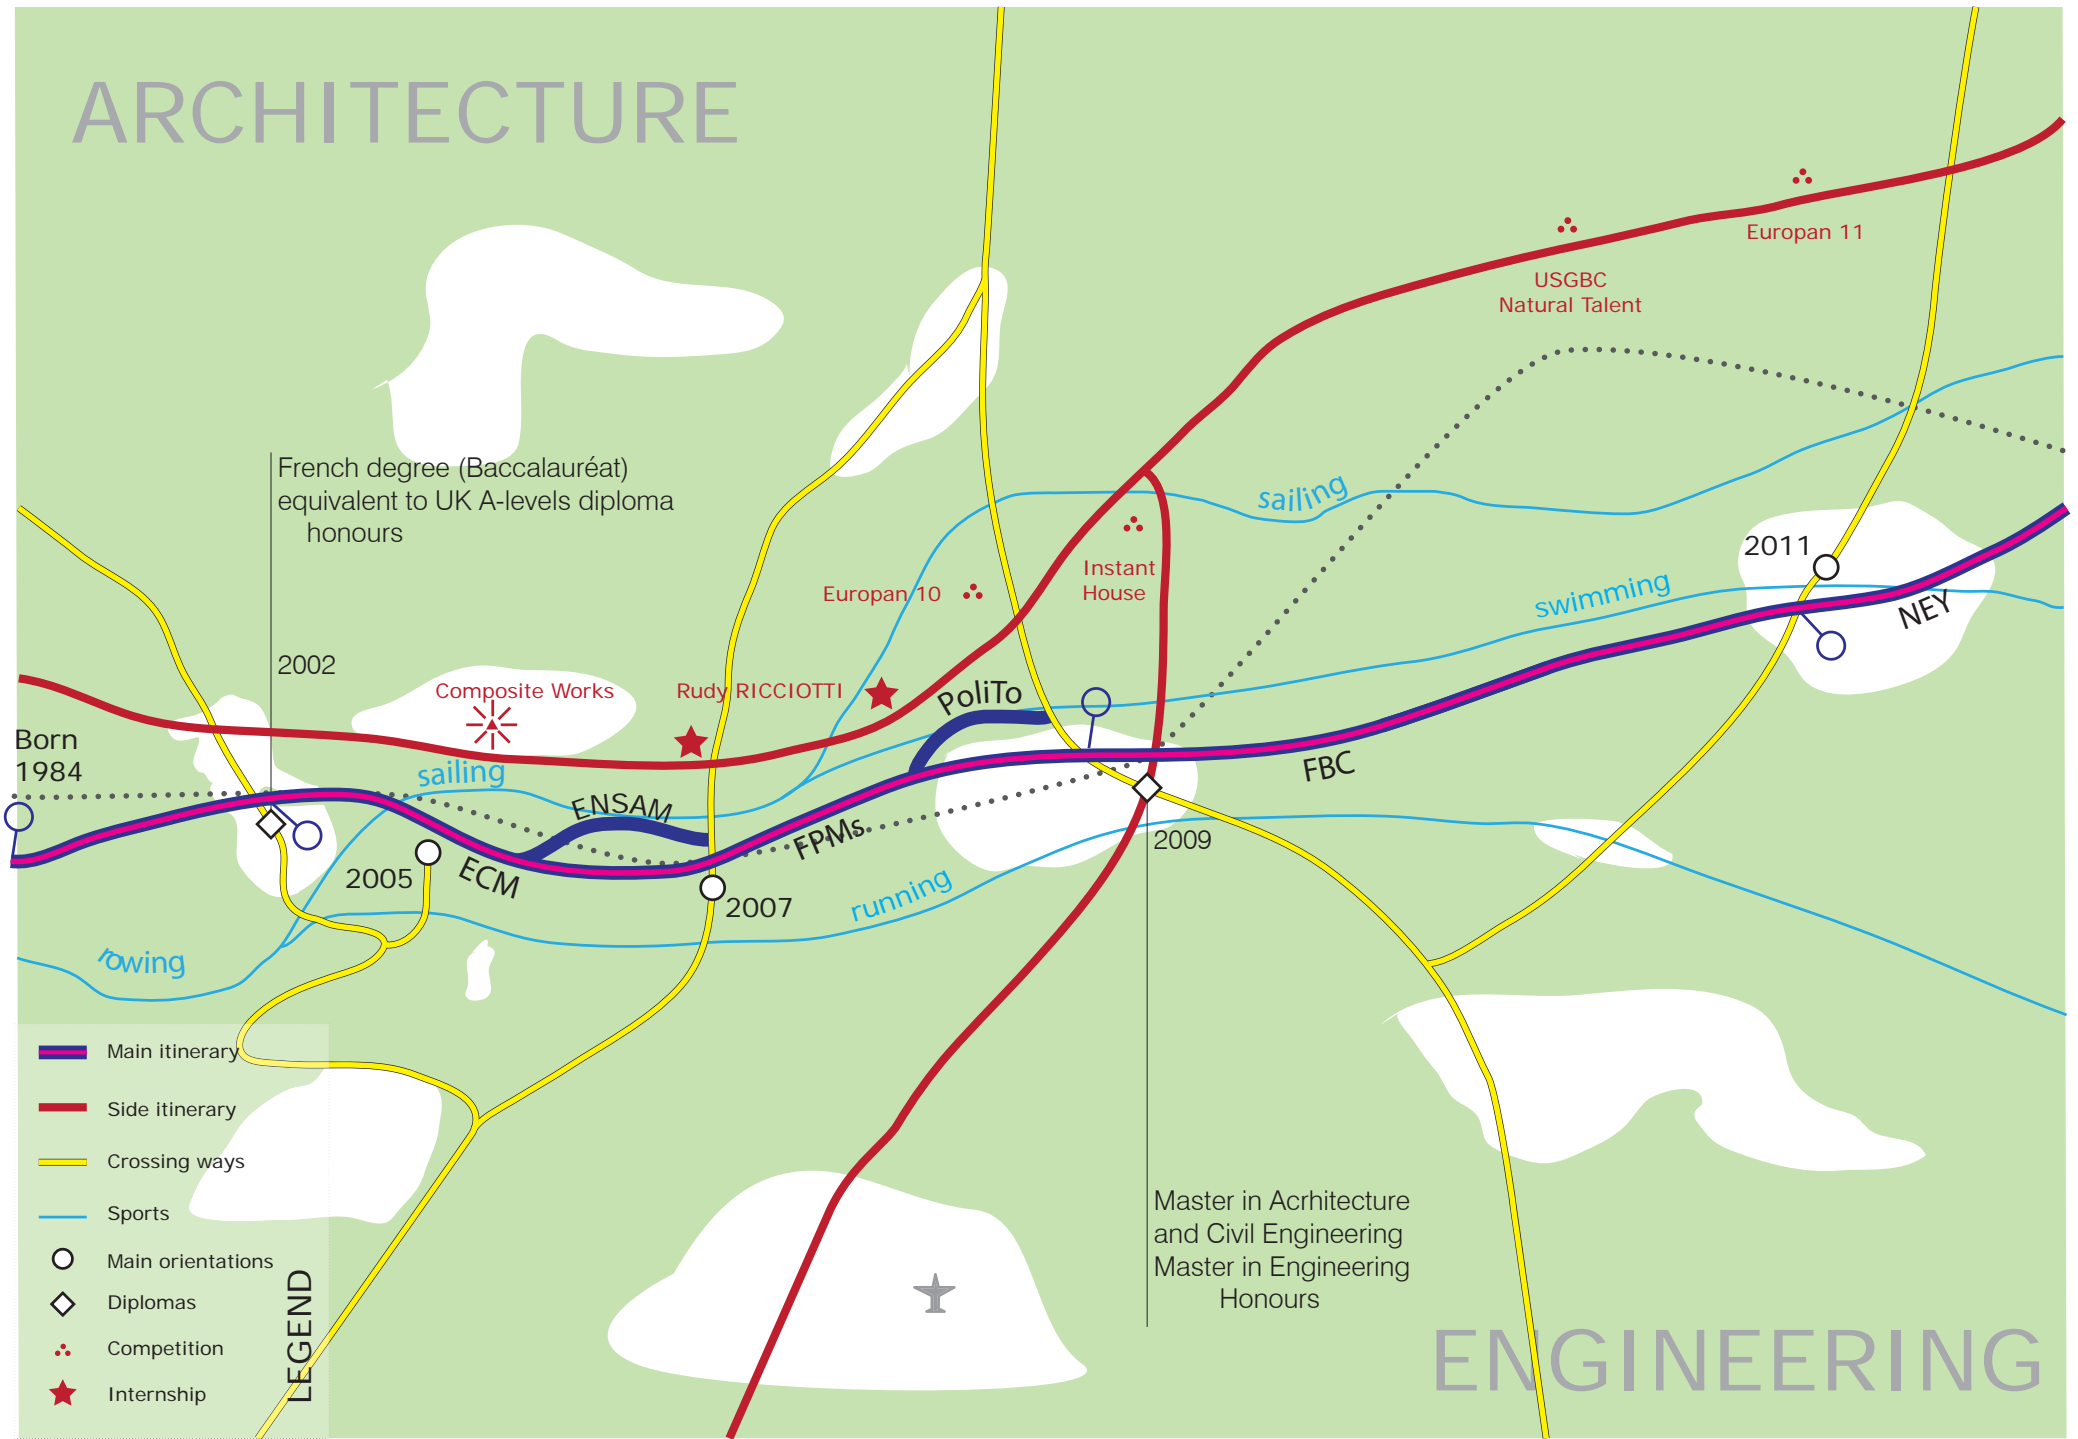 ARCHITECTURE
Europan 11
USGBC
Natural Talent
French degree (Baccalauréat)
equivalent to UK A-levels diploma
honours
sailing
2011
Instant
House
Europan 10
swimming
NEY
2002
Composite Works
Rudy RICCIOTTI
PoliTo
Born
1984
sailing
ENSAM
FPMs
FBC
2009
2005
ECM
2007
running
rowing
Main itinerary
Side itinerary
Crossing ways
Sports
Main orientations
Diplomas
Competition
Internship
LEGEND
Master in Acrhitecture
and Civil Engineering
Master in Engineering
Honours
ENGINEERING